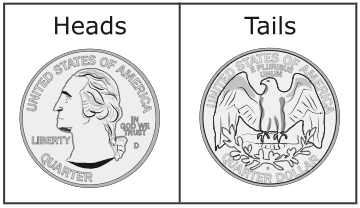 Heads
Tails
UNITED STATES OF AMERICA
LIBERTY
IN
GOD WE
TRUST
D
QUARTER
UNITED STATES OF AMERICA
E PLURIBUS
UNUM
QUARTER DOLLAR